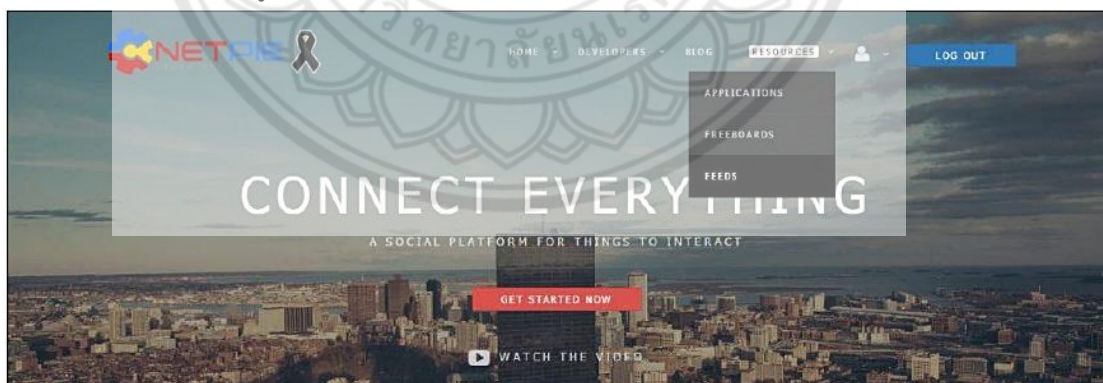 NETPIE
HOME DEVELOPERS BLOG RESOURCES LOG OUT
APPLICATIONS
FREEBOARDS
FEEDS
CONNECT EVERYTHING
A SOCIAL PLATFORM FOR THINGS TO INTERACT
GET STARTED NOW
WATCH THE VIDEO